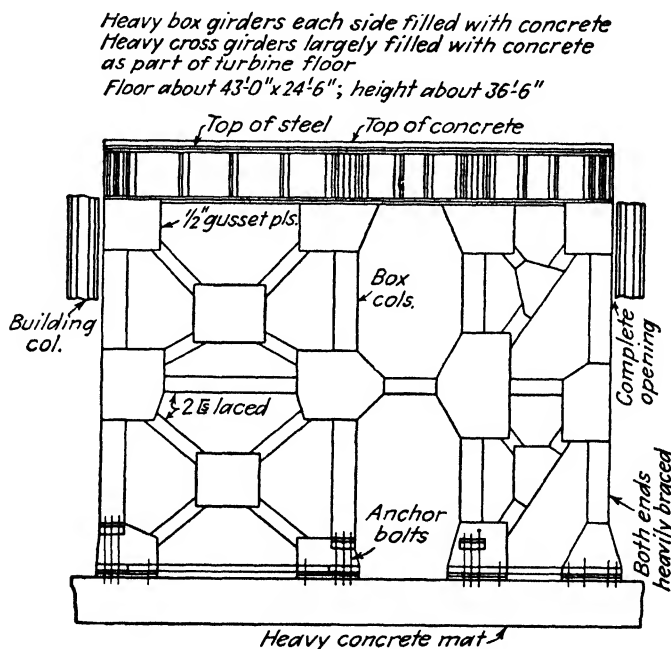 Heavy box girders each side filled with concrete
Heavy cross girders largely filled with concrete
as part of turbine floor
Floor about 43'-0" x 24'-6"; height about 36'-6"
Top of steel
Top of concrete
1/2" gusset pls.
Box
cols.
Building
col.
Complete
opening
laced
Anchor
bolts
Both ends
heavily braced
Heavy concrete mat